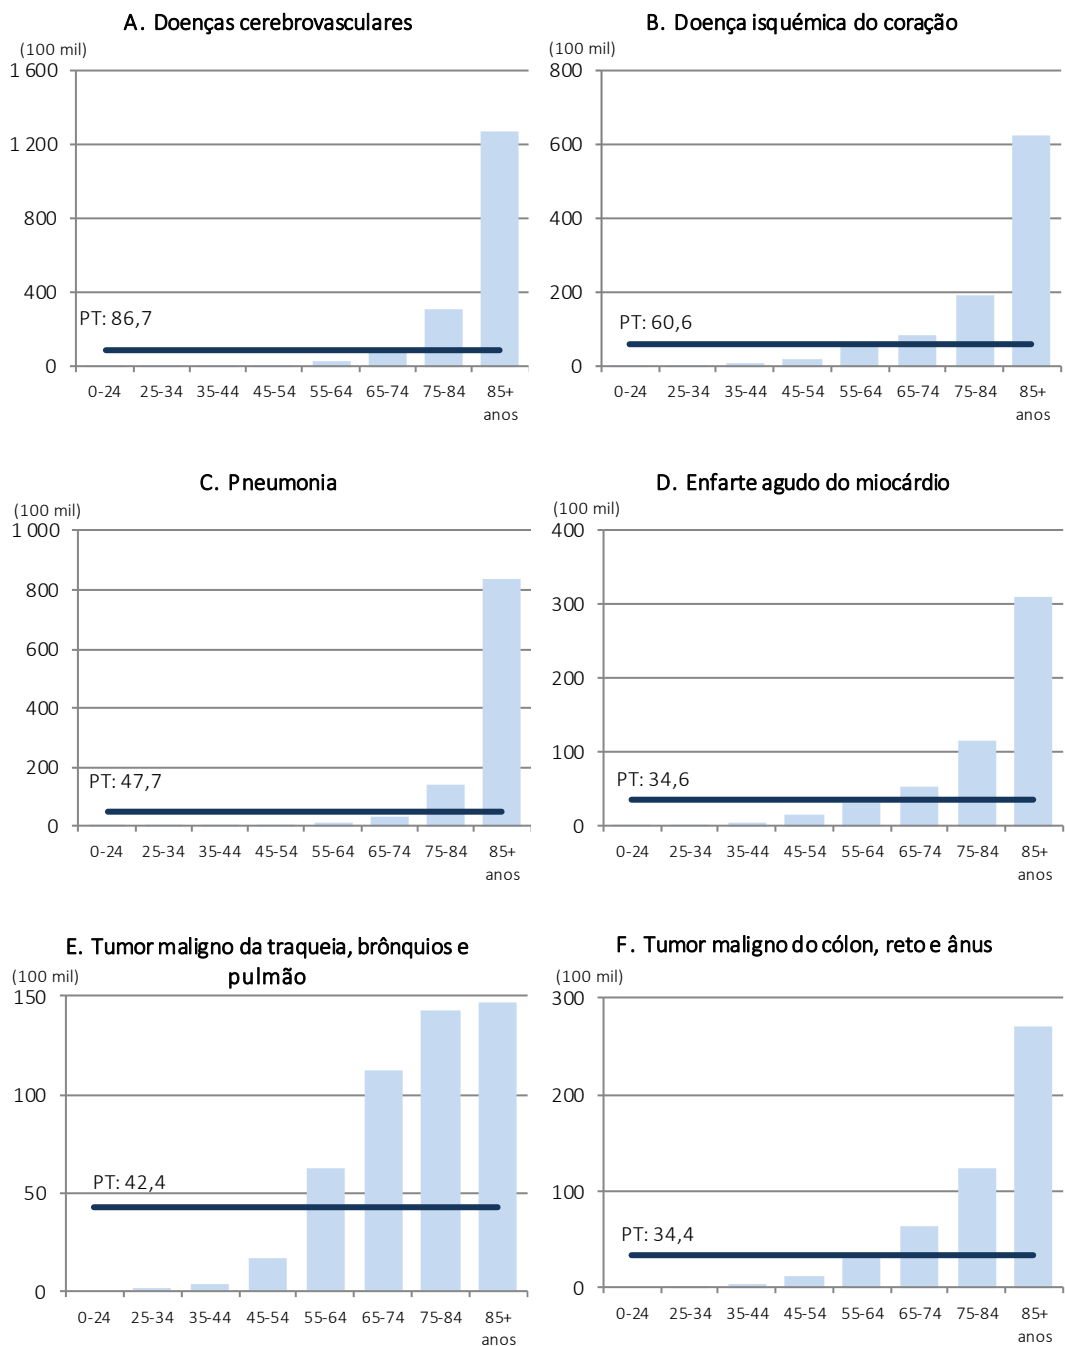 A. Doenças cerebrovasculares
(100 mil)
1 600
1 200
800
400
0
PT: 86,7
0-24 25-34 35-44 45-54 55-64 65-74 75-84 85+
anos
B. Doença isquémica do coração
(100 mil)
800
600
400
200
0
PT: 60,6
0-24 25-34 35-44 45-54 55-64 65-74 75-84 85+
anos
C. Pneumonia
(100 mil)
1 000
800
600
400
200
0
PT: 47,7
0-24 25-34 35-44 45-54 55-64 65-74 75-84 85+
anos
D. Enfarte agudo do miocárdio
(100 mil)
400
300
200
100
0
PT: 34,6
0-24 25-34 35-44 45-54 55-64 65-74 75-84 85+
anos
E. Tumor maligno da traqueia, brônquios e
pulmão
(100 mil)
150
100
50
0
PT: 42,4
0-24 25-34 35-44 45-54 55-64 65-74 75-84 85+
anos
F. Tumor maligno do cólon, reto e ânus
(100 mil)
300
200
100
0
PT: 34,4
0-24 25-34 35-44 45-54 55-64 65-74 75-84 85+
anos